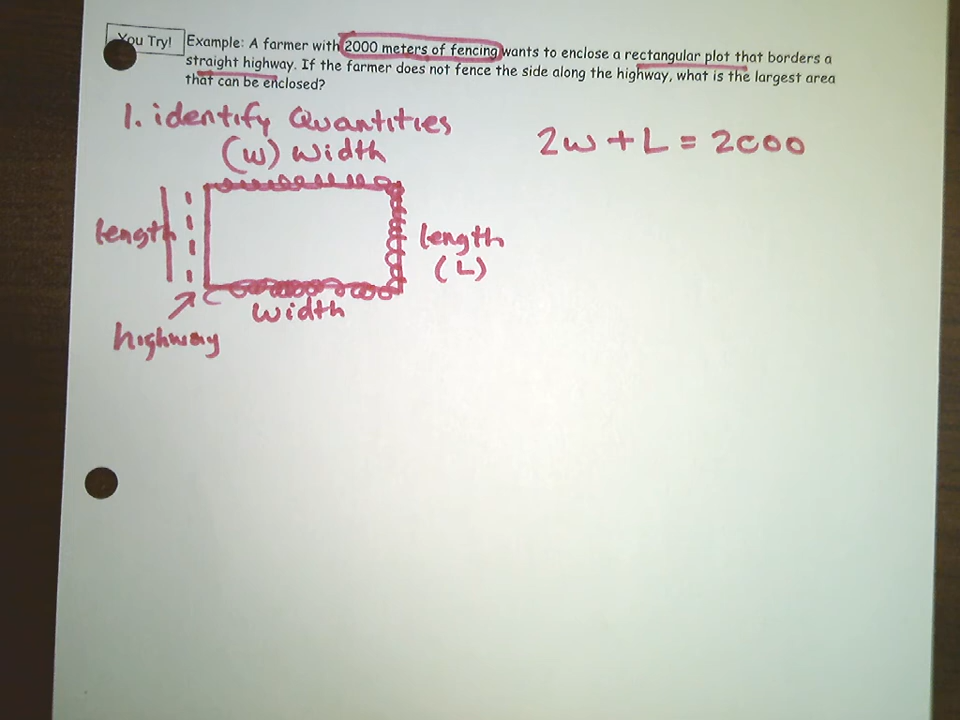 You Try! Example: A farmer with 2000 meters of fencing wants to enclose a rectangular plot that borders a
straight highway. If the farmer does not fence the side along the highway, what is the largest area
that can be enclosed?
1. identify Quantities
(w) width
2w + L = 2000
length
length
(L)
width
highway